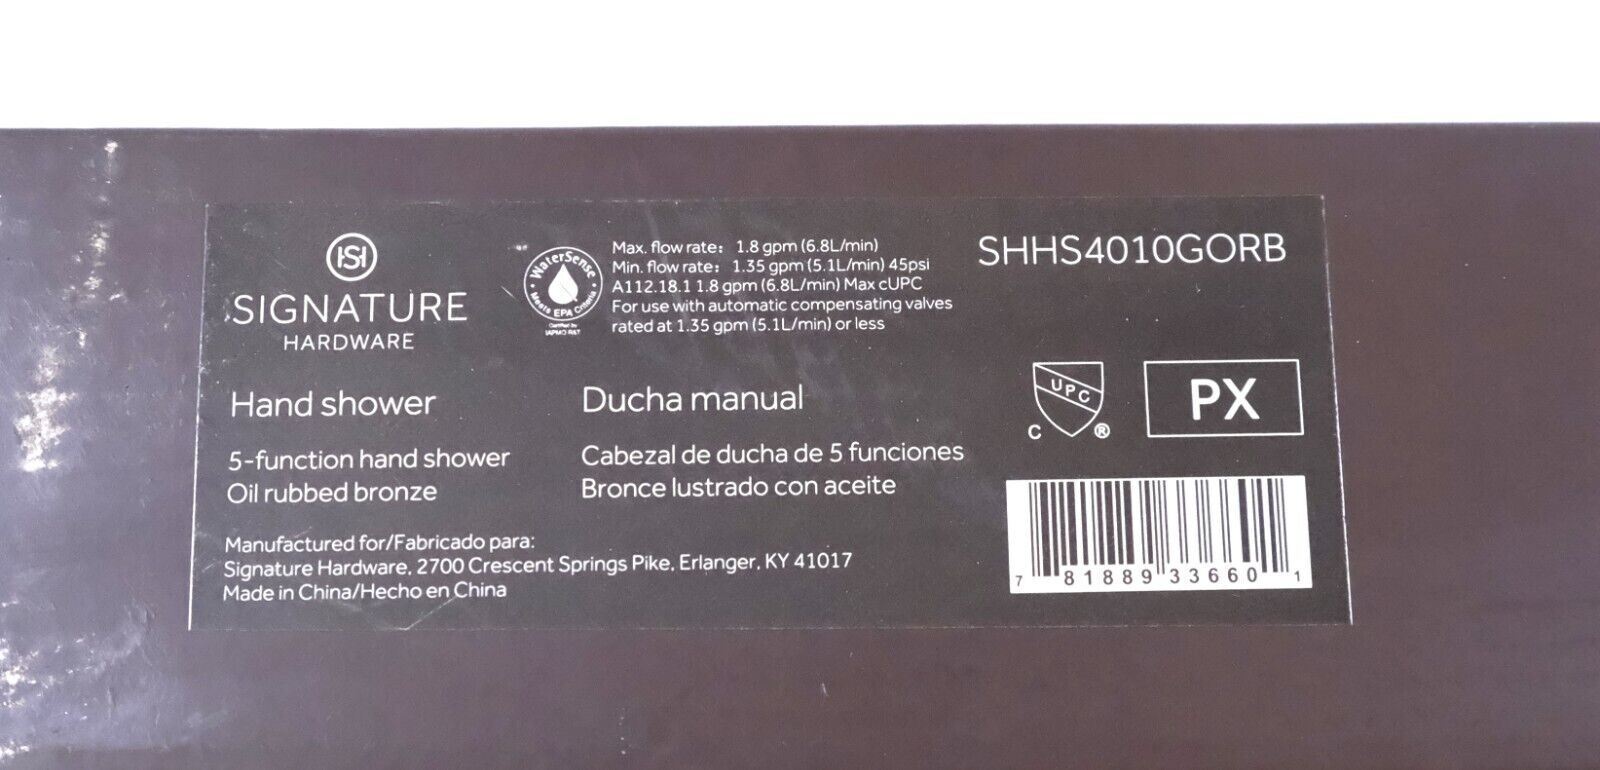 SIGNATURE
HARDWARE
WaterSense
Meets EPA Criteria
Certified by
IAPMO R&T
Max. flow rate: 1.8 gpm (6.8L/min)
Min. flow rate: 1.35 gpm (5.1L/min) 45psi
A112.18.1 1.8 gpm (6.8L/min) Max cUPC
For use with automatic compensating valves
rated at 1.35 gpm (5.1L/min) or less
SHHS4010GORB
Hand shower
5-function hand shower
Oil rubbed bronze
Ducha manual
Cabezal de ducha de 5 funciones
Bronce lustrado con aceite
UPC
C ®
PX
Manufactured for/Fabricado para:
Signature Hardware, 2700 Crescent Springs Pike, Erlanger, KY 41017
Made in China/Hecho en China
7 81889 33660 1